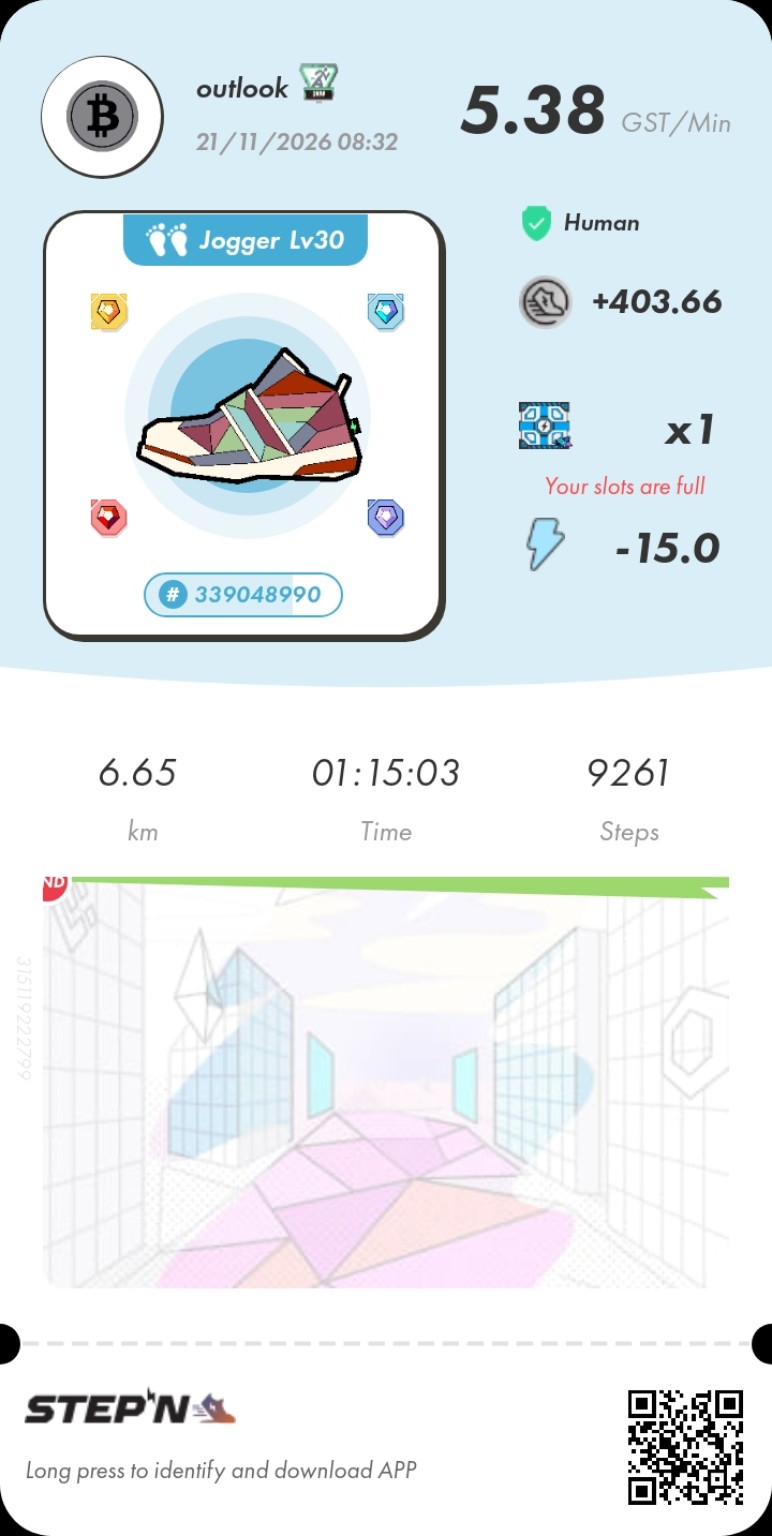 outlook
21/11/2026 08:32
5.38 GST/Min
Jogger Lv30
Human
+403.66
x1
Your slots are full
-15.0
# 339048990
6.65
km
01:15:03
Time
9261
Steps
ND
315119222799
STEP'N
Long press to identify and download APP